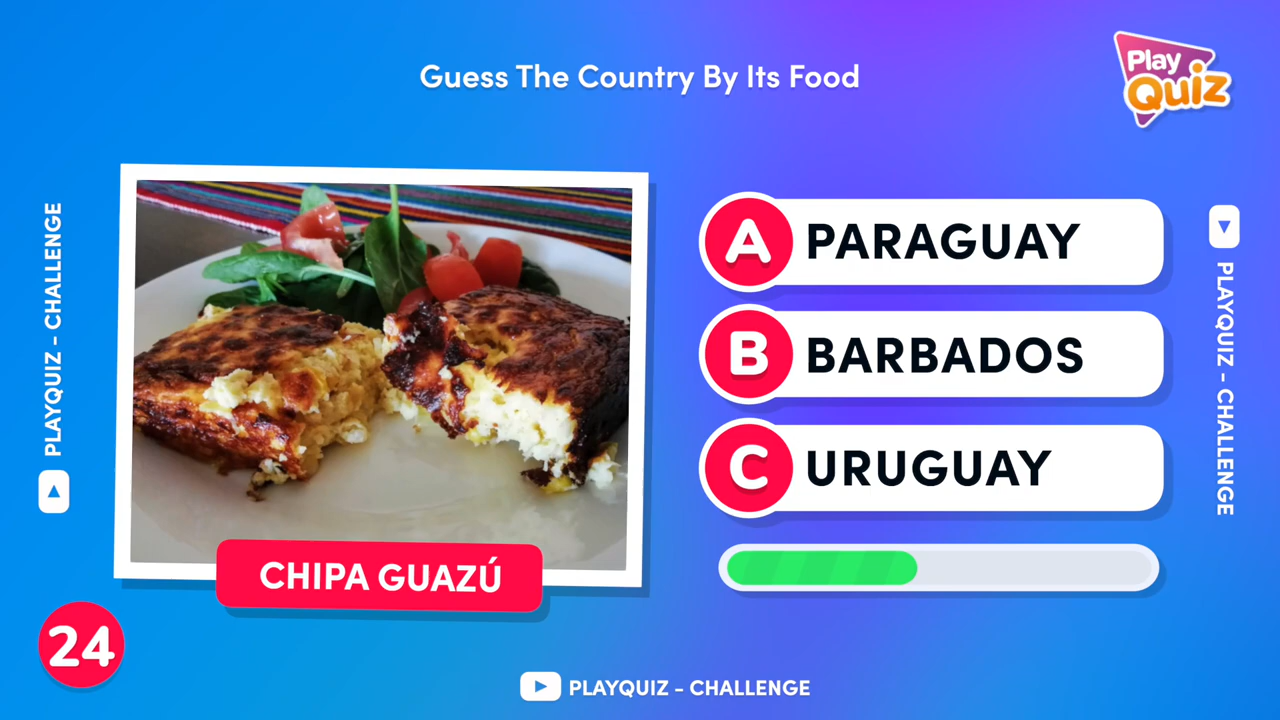 Guess The Country By Its Food
Play
Quiz
PLAYQUIZ - CHALLENGE
A PARAGUAY
B BARBADOS
C URUGUAY
PLAYQUIZ - CHALLENGE
CHIPA GUAZÚ
24
PLAYQUIZ - CHALLENGE